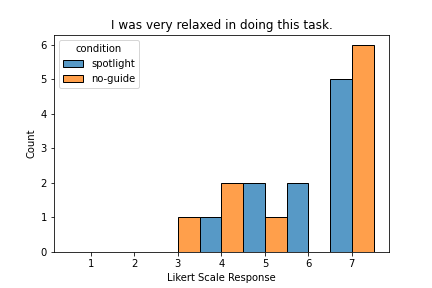 I was very relaxed in doing this task.
condition
spotlight
no-guide
6
5
4
3
2
1
0
Count
1 2 3 4 5 6 7
Likert Scale Response